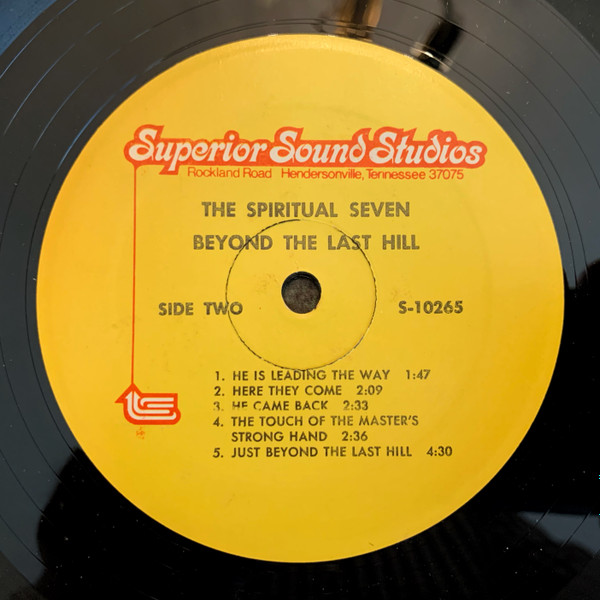 Superior Sound Studios
Rockland Road Hendersonville, Tennessee 37075
THE SPIRITUAL SEVEN
BEYOND THE LAST HILL
SIDE TWO
S-10265
1. HE IS LEADING THE WAY 1:47
2. HERE THEY COME 2:09
3. HE CAME BACK 2:33
4. THE TOUCH OF THE MASTER'S
STRONG HAND 2:36
5. JUST BEYOND THE LAST HILL 4:30